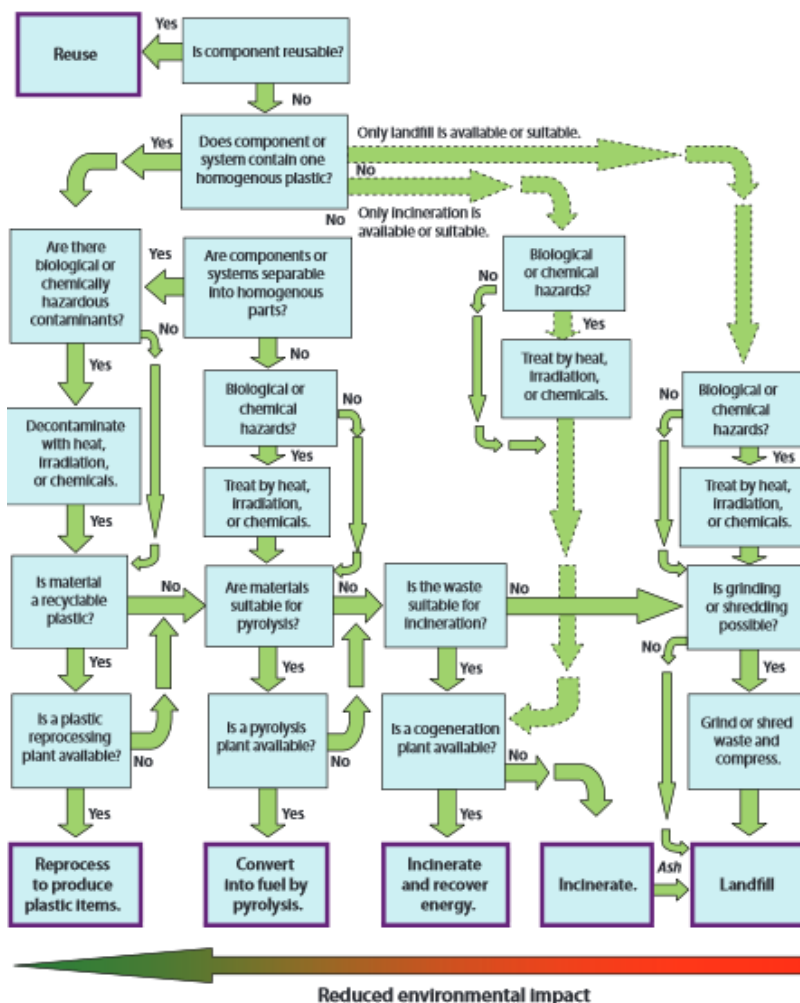 Yes
Reuse
Is component reusable?
No
Yes
Does component or
system contain one
homogenous plastic?
Only landfill is available or suitable.
No
No
Only incineration is
available or suitable.
Are there
biological or
chemically
hazardous
contaminants?
Yes
Are components or
systems separable
into homogenous
parts?
No
Biological
or chemical
hazards?
No
Yes
No
Yes
Treat by heat,
irradiation,
or chemicals.
Decontaminate
with heat,
irradiation,
or chemicals.
Biological or
chemical
hazards?
No
Yes
No
Biological or
chemical
hazards?
Yes
Treat by heat,
irradiation,
or chemicals.
Treat by heat,
irradiation,
or chemicals.
Yes
Is material
a recyclable
plastic?
No
Are materials
suitable for
pyrolysis?
No
Is the waste
suitable for
incineration?
No
Is grinding
or shredding
possible?
No
Yes
Yes
Yes
Yes
Is a plastic
reprocessing
plant available?
No
Is a pyrolysis
plant available?
No
Is a cogeneration
plant available?
No
Grind or shred
waste and
compress.
Yes
Yes
Yes
Reprocess
to produce
plastic items.
Convert
into fuel by
pyrolysis.
Incinerate
and recover
energy.
Incinerate.
Ash
Landfill
Reduced environmental impact